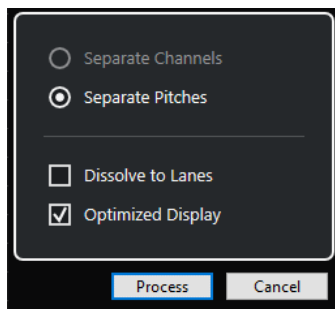 Separate Channels
Separate Pitches
Dissolve to Lanes
Optimized Display
Process Cancel